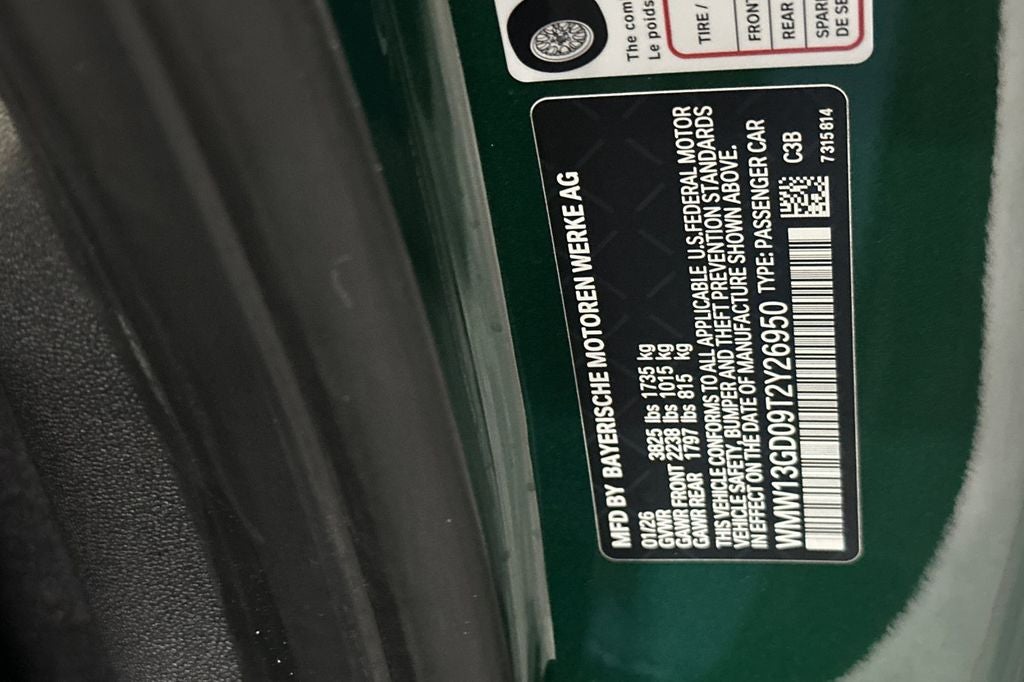 The com
Le poids
TIRE /
FRONT
REAR
SPARE
DE SE
MFD BY BAYERISCHE MOTOREN WERKE AG
01/26
GVWR 3825 lbs 1735 kg
GAWR FRONT 2238 lbs 1015 kg
GAWR REAR 1797 lbs 815 kg
THIS VEHICLE CONFORMS TO ALL APPLICABLE U.S.FEDERAL MOTOR
VEHICLE SAFETY, BUMPER AND THEFT PREVENTION STANDARDS
IN EFFECT ON THE DATE OF MANUFACTURE SHOWN ABOVE.
WMW13GD09T2Y26950 TYPE: PASSENGER CAR
C3B
7315814